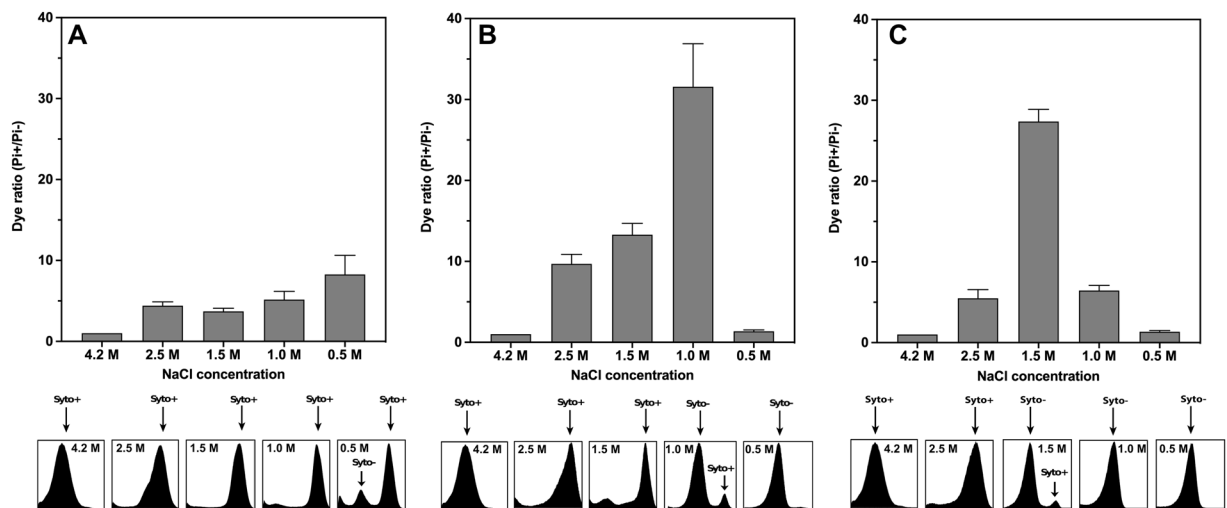 A
40
30
20
10
0
Dye ratio (Pi+/Pi-)
4.2 M 2.5 M 1.5 M 1.0 M 0.5 M
NaCl concentration
Syto+ Syto+ Syto+ Syto+ Syto+
4.2 M 2.5 M 1.5 M 1.0 M 0.5 M
Syto-
B
40
30
20
10
0
Dye ratio (Pi+/Pi-)
4.2 M 2.5 M 1.5 M 1.0 M 0.5 M
NaCl concentration
Syto+ Syto+ Syto+ Syto- Syto-
4.2 M 2.5 M 1.5 M 1.0 M 0.5 M
Syto+
C
40
30
20
10
0
Dye ratio (Pi+/Pi-)
4.2 M 2.5 M 1.5 M 1.0 M 0.5 M
NaCl concentration
Syto+ Syto+ Syto- Syto- Syto-
4.2 M 2.5 M 1.5 M 1.0 M 0.5 M
Syto+